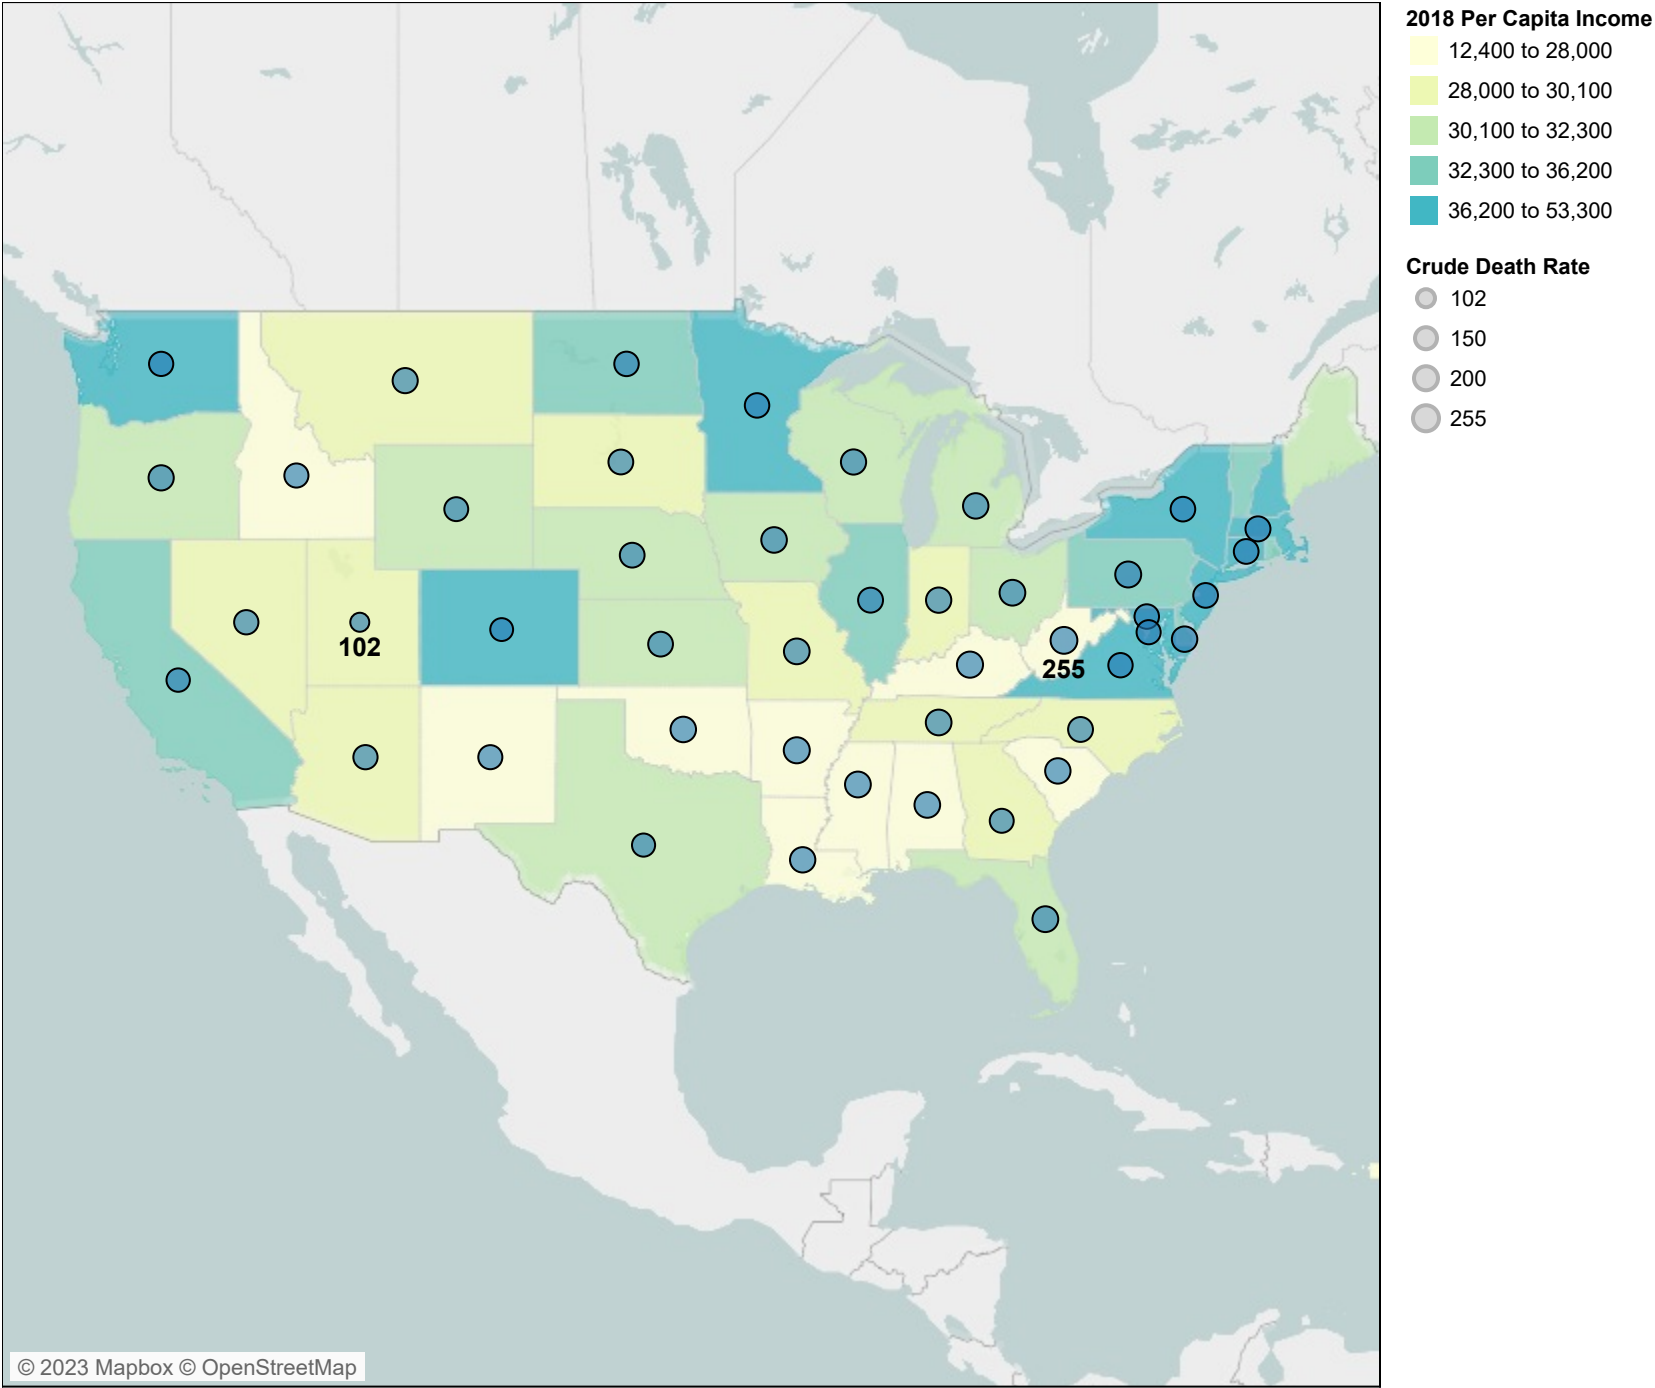 2018 Per Capita Income
12,400 to 28,000
28,000 to 30,100
30,100 to 32,300
32,300 to 36,200
36,200 to 53,300
Crude Death Rate
102
150
200
255
102
255
© 2023 Mapbox © OpenStreetMap